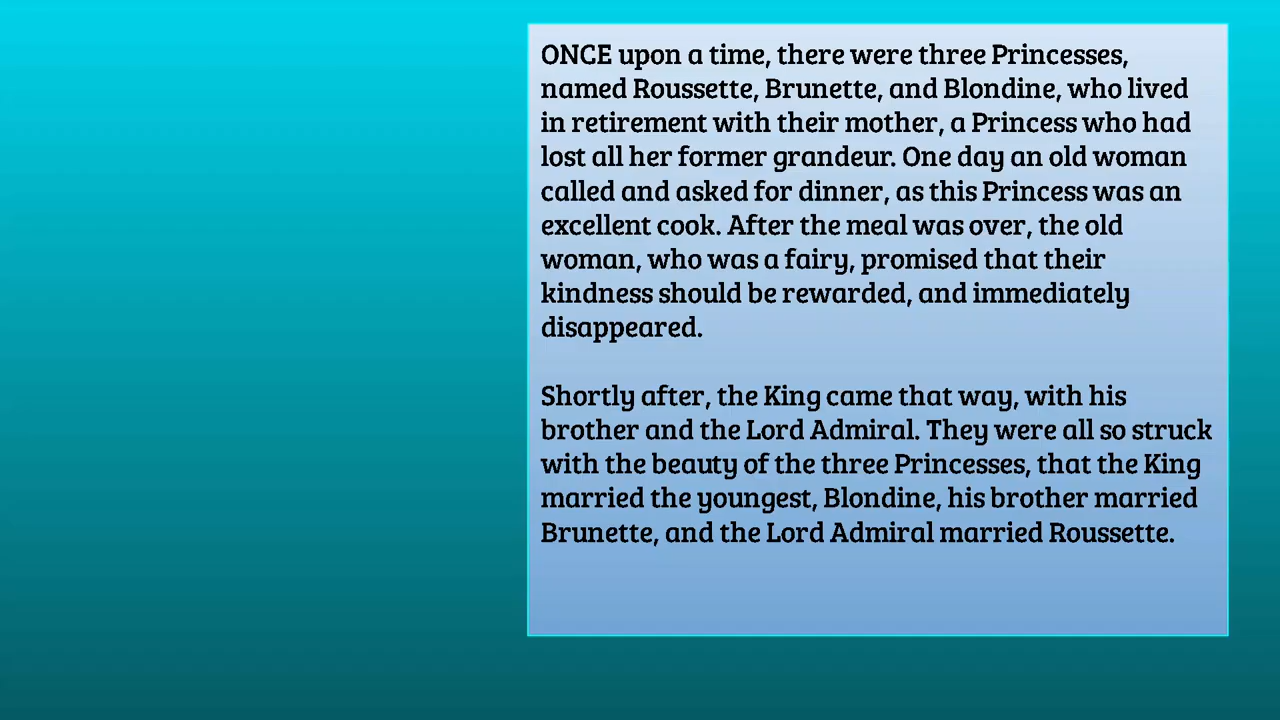 ONCE upon a time, there were three Princesses,
named Roussette, Brunette, and Blondine, who lived
in retirement with their mother, a Princess who had
lost all her former grandeur. One day an old woman
called and asked for dinner, as this Princess was an
excellent cook. After the meal was over, the old
woman, who was a fairy, promised that their
kindness should be rewarded, and immediately
disappeared.
Shortly after, the King came that way, with his
brother and the Lord Admiral. They were all so struck
with the beauty of the three Princesses, that the King
married the youngest, Blondine, his brother married
Brunette, and the Lord Admiral married Roussette.